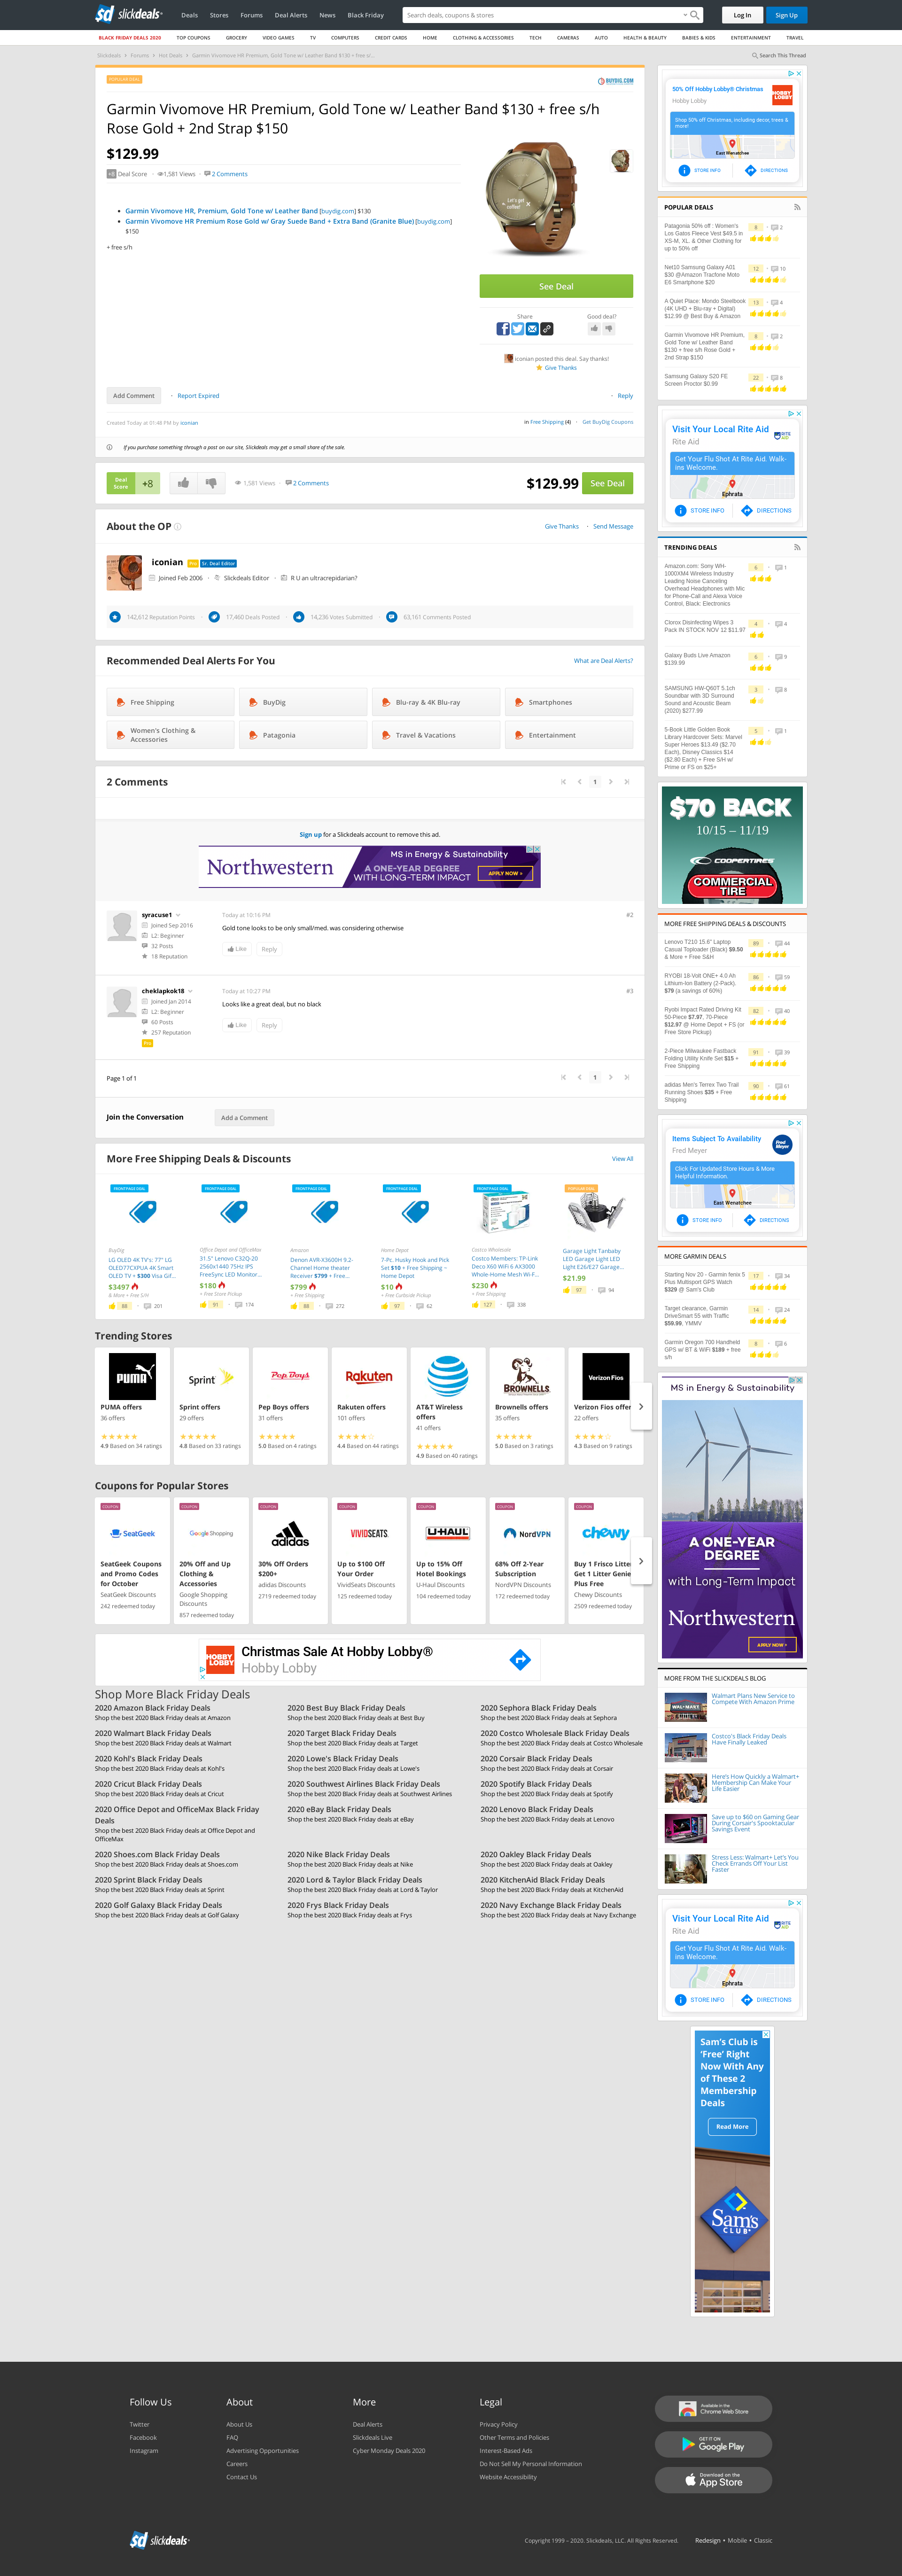 slickdeals
Deals
Stores
Forums
Deal Alerts
News
Black Friday
Search deals, coupons & stores
Log In
Sign Up
BLACK FRIDAY DEALS 2020
TOP COUPONS
GROCERY
VIDEO GAMES
TV
COMPUTERS
CREDIT CARDS
HOME
CLOTHING & ACCESSORIES
TECH
CAMERAS
AUTO
HEALTH & BEAUTY
BABIES & KIDS
ENTERTAINMENT
TRAVEL
Slickdeals > Forums > Hot Deals > Garmin Vivomove HR Premium, Gold Tone w/ Leather Band $130 + free s/...
Search This Thread
POPULAR DEAL
BUYDIG.COM
Garmin Vivomove HR Premium, Gold Tone w/ Leather Band $130 + free s/h
Rose Gold + 2nd Strap $150
$129.99
+8 Deal Score
1,581 Views
2 Comments
Garmin Vivomove HR, Premium, Gold Tone w/ Leather Band [buydig.com] $130
Garmin Vivomove HR Premium Rose Gold w/ Gray Suede Band + Extra Band (Granite Blue) [buydig.com]
$150
+ free s/h
Let's get
coffee!
See Deal
Share
Good deal?
iconian posted this deal. Say thanks!
Give Thanks
Add Comment
Report Expired
Reply
Created Today at 01:48 PM by iconian
in Free Shipping (4)
Get BuyDig Coupons
If you purchase something through a post on our site, Slickdeals may get a small share of the sale.
Deal
Score
+8
1,581 Views
2 Comments
$129.99
See Deal
About the OP
Give Thanks
Send Message
iconian
Pro
Sr. Deal Editor
Joined Feb 2006
Slickdeals Editor
R U an ultracrepidarian?
142,612 Reputation Points
17,460 Deals Posted
14,236 Votes Submitted
63,161 Comments Posted
Recommended Deal Alerts For You
What are Deal Alerts?
Free Shipping
BuyDig
Blu-ray & 4K Blu-ray
Smartphones
Women's Clothing &
Accessories
Patagonia
Travel & Vacations
Entertainment
2 Comments
1
Sign up for a Slickdeals account to remove this ad.
Northwestern
MS in Energy & Sustainability
A ONE-YEAR DEGREE
WITH LONG-TERM IMPACT
APPLY NOW >
syracuse1
Joined Sep 2016
L2: Beginner
32 Posts
18 Reputation
Today at 10:16 PM
#2
Gold tone looks to be only small/med. was considering otherwise
Like
Reply
cheklapkok18
Joined Jan 2014
L2: Beginner
60 Posts
257 Reputation
Pro
Today at 10:27 PM
#3
Looks like a great deal, but no black
Like
Reply
Page 1 of 1
1
Join the Conversation
Add a Comment
More Free Shipping Deals & Discounts
View All
FRONTPAGE DEAL
BuyDig
LG OLED 4K TV's: 77" LG
OLED77CXPUA 4K Smart
OLED TV + $300 Visa Gif...
$3497
& More + Free S/H
88
201
FRONTPAGE DEAL
Office Depot and OfficeMax
31.5" Lenovo C32Q-20
2560x1440 75Hz IPS
FreeSync LED Monitor...
$180
+ Free Store Pickup
91
174
FRONTPAGE DEAL
Amazon
Denon AVR-X3600H 9.2-
Channel Home theater
Receiver $799 + Free...
$799
+ Free Shipping
88
272
FRONTPAGE DEAL
Home Depot
7-Pc. Husky Hook and Pick
Set $10 + Free Shipping ~
Home Depot
$10
+ Free Curbside Pickup
97
62
FRONTPAGE DEAL
Costco Wholesale
Costco Members: TP-Link
Deco X60 WiFi 6 AX3000
Whole-Home Mesh Wi-F...
$230
+ Free Shipping
127
338
POPULAR DEAL
Garage Light Tanbaby
LED Garage Light LED
Light E26/E27 Garage...
$21.99
97
94
Trending Stores
PUMA
PUMA offers
36 offers
4.9 Based on 34 ratings
Sprint
Sprint offers
29 offers
4.8 Based on 33 ratings
Pep Boys
Pep Boys offers
31 offers
5.0 Based on 4 ratings
Rakuten
Rakuten offers
101 offers
4.4 Based on 44 ratings
AT&T Wireless
offers
41 offers
4.9 Based on 40 ratings
BROWNELLS
Brownells offers
35 offers
5.0 Based on 3 ratings
Verizon Fios
Verizon Fios offers
22 offers
4.3 Based on 9 ratings
Coupons for Popular Stores
COUPON
SeatGeek
SeatGeek Coupons
and Promo Codes
for October
SeatGeek Discounts
242 redeemed today
COUPON
Google Shopping
20% Off and Up
Clothing &
Accessories
Google Shopping
Discounts
857 redeemed today
COUPON
adidas
30% Off Orders
$200+
adidas Discounts
2719 redeemed today
COUPON
VIVIDSEATS
Up to $100 Off
Your Order
VividSeats Discounts
125 redeemed today
COUPON
U-HAUL
Up to 15% Off
Hotel Bookings
U-Haul Discounts
104 redeemed today
COUPON
NordVPN
68% Off 2-Year
Subscription
NordVPN Discounts
172 redeemed today
COUPON
chewy
Buy 1 Frisco Litter
Get 1 Litter Genie
Plus Free
Chewy Discounts
2509 redeemed today
HOBBY LOBBY
Christmas Sale At Hobby Lobby®
Hobby Lobby
Shop More Black Friday Deals
2020 Amazon Black Friday Deals
Shop the best 2020 Black Friday deals at Amazon
2020 Best Buy Black Friday Deals
Shop the best 2020 Black Friday deals at Best Buy
2020 Sephora Black Friday Deals
Shop the best 2020 Black Friday deals at Sephora
2020 Walmart Black Friday Deals
Shop the best 2020 Black Friday deals at Walmart
2020 Target Black Friday Deals
Shop the best 2020 Black Friday deals at Target
2020 Costco Wholesale Black Friday Deals
Shop the best 2020 Black Friday deals at Costco Wholesale
2020 Kohl's Black Friday Deals
Shop the best 2020 Black Friday deals at Kohl's
2020 Lowe's Black Friday Deals
Shop the best 2020 Black Friday deals at Lowe's
2020 Corsair Black Friday Deals
Shop the best 2020 Black Friday deals at Corsair
2020 Cricut Black Friday Deals
Shop the best 2020 Black Friday deals at Cricut
2020 Southwest Airlines Black Friday Deals
Shop the best 2020 Black Friday deals at Southwest Airlines
2020 Spotify Black Friday Deals
Shop the best 2020 Black Friday deals at Spotify
2020 Office Depot and OfficeMax Black Friday
Deals
Shop the best 2020 Black Friday deals at Office Depot and
OfficeMax
2020 eBay Black Friday Deals
Shop the best 2020 Black Friday deals at eBay
2020 Lenovo Black Friday Deals
Shop the best 2020 Black Friday deals at Lenovo
2020 Shoes.com Black Friday Deals
Shop the best 2020 Black Friday deals at Shoes.com
2020 Nike Black Friday Deals
Shop the best 2020 Black Friday deals at Nike
2020 Oakley Black Friday Deals
Shop the best 2020 Black Friday deals at Oakley
2020 Sprint Black Friday Deals
Shop the best 2020 Black Friday deals at Sprint
2020 Lord & Taylor Black Friday Deals
Shop the best 2020 Black Friday deals at Lord & Taylor
2020 KitchenAid Black Friday Deals
Shop the best 2020 Black Friday deals at KitchenAid
2020 Golf Galaxy Black Friday Deals
Shop the best 2020 Black Friday deals at Golf Galaxy
2020 Frys Black Friday Deals
Shop the best 2020 Black Friday deals at Frys
2020 Navy Exchange Black Friday Deals
Shop the best 2020 Black Friday deals at Navy Exchange
50% Off Hobby Lobby® Christmas
Hobby Lobby
HOBBY LOBBY
Shop 50% off Christmas, including decor, trees &
more!
East Wenatchee
STORE INFO
DIRECTIONS
POPULAR DEALS
Patagonia 50% off : Women's
Los Gatos Fleece Vest $49.5 in
XS-M, XL. & Other Clothing for
up to 50% off
8
2
Net10 Samsung Galaxy A01
$30 @Amazon Tracfone Moto
E6 Smartphone $20
12
10
A Quiet Place: Mondo Steelbook
(4K UHD + Blu-ray + Digital)
$12.99 @ Best Buy & Amazon
13
4
Garmin Vivomove HR Premium,
Gold Tone w/ Leather Band
$130 + free s/h Rose Gold +
2nd Strap $150
8
2
Samsung Galaxy S20 FE
Screen Proctor $0.99
22
8
Visit Your Local Rite Aid
Rite Aid
RITE AID
Get Your Flu Shot At Rite Aid. Walk-
ins Welcome.
Ephrata
STORE INFO
DIRECTIONS
TRENDING DEALS
Amazon.com: Sony WH-
1000XM4 Wireless Industry
Leading Noise Canceling
Overhead Headphones with Mic
for Phone-Call and Alexa Voice
Control, Black: Electronics
6
1
Clorox Disinfecting Wipes 3
Pack IN STOCK NOV 12 $11.97
4
4
Galaxy Buds Live Amazon
$139.99
6
9
SAMSUNG HW-Q60T 5.1ch
Soundbar with 3D Surround
Sound and Acoustic Beam
(2020) $277.99
3
8
5-Book Little Golden Book
Library Hardcover Sets: Marvel
Super Heroes $13.49 ($2.70
Each), Disney Classics $14
($2.80 Each) + Free S/H w/
Prime or FS on $25+
5
1
$70 BACK
10/15 – 11/19
COOPERTIRES
COMMERCIAL
TIRE
MORE FREE SHIPPING DEALS & DISCOUNTS
Lenovo T210 15.6" Laptop
Casual Toploader (Black) $9.50
& More + Free S&H
89
44
RYOBI 18-Volt ONE+ 4.0 Ah
Lithium-Ion Battery (2-Pack).
$79 (a savings of 60%)
86
59
Ryobi Impact Rated Driving Kit
50-Piece $7.97, 70-Piece
$12.97 @ Home Depot + FS (or
Free Store Pickup)
82
40
2-Piece Milwaukee Fastback
Folding Utility Knife Set $15 +
Free Shipping
91
39
adidas Men's Terrex Two Trail
Running Shoes $35 + Free
Shipping
90
61
Items Subject To Availability
Fred Meyer
Fred Meyer
Click For Updated Store Hours & More
Helpful Information.
East Wenatchee
STORE INFO
DIRECTIONS
MORE GARMIN DEALS
Starting Nov 20 - Garmin fenix 5
Plus Multisport GPS Watch
$329 @ Sam's Club
17
34
Target clearance, Garmin
DriveSmart 55 with Traffic
$59.99, YMMV
14
24
Garmin Oregon 700 Handheld
GPS w/ BT & WiFi $189 + free
s/h
8
6
MS in Energy & Sustainability
A ONE-YEAR
DEGREE
with Long-Term Impact
Northwestern
APPLY NOW >
MORE FROM THE SLICKDEALS BLOG
WAL*MART
Walmart Plans New Service to
Compete With Amazon Prime
Costco's Black Friday Deals
Have Finally Leaked
Here's How Quickly a Walmart+
Membership Can Make Your
Life Easier
Save up to $60 on Gaming Gear
During Corsair's Spooktacular
Savings Event
Stress Less: Walmart+ Let's You
Check Errands Off Your List
Faster
Visit Your Local Rite Aid
Rite Aid
RITE AID
Get Your Flu Shot At Rite Aid. Walk-
ins Welcome.
Ephrata
STORE INFO
DIRECTIONS
Sam's Club is
'Free' Right
Now With Any
of These 2
Membership
Deals
Read More
Sam's
CLUB
Follow Us
Twitter
Facebook
Instagram
About
About Us
FAQ
Advertising Opportunities
Careers
Contact Us
More
Deal Alerts
Slickdeals Live
Cyber Monday Deals 2020
Legal
Privacy Policy
Other Terms and Policies
Interest-Based Ads
Do Not Sell My Personal Information
Website Accessibility
Available in the
Chrome Web Store
GET IT ON
Google Play
Download on the
App Store
slickdeals
Copyright 1999 - 2020. Slickdeals, LLC. All Rights Reserved.
Redesign • Mobile • Classic